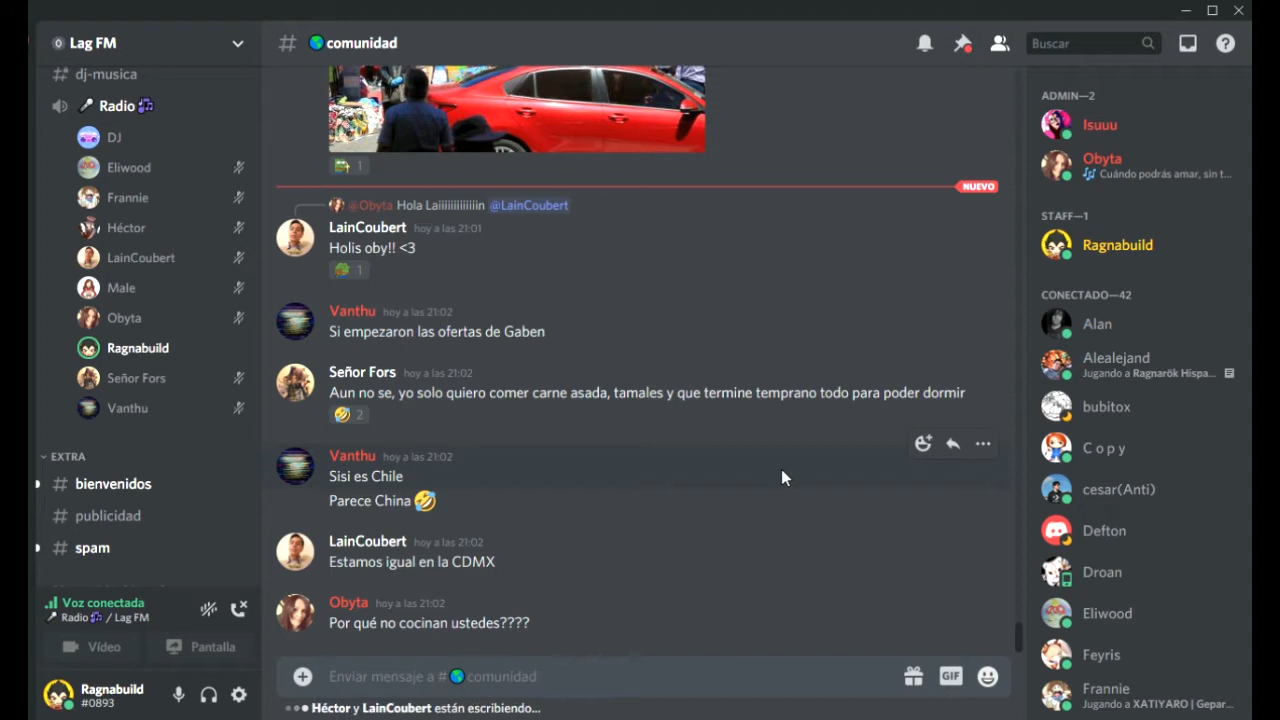 Lag FM
dj-musica
Radio
DJ
Eliwood
Frannie
Héctor
LainCoubert
Male
Obyta
Ragnabuild
Señor Fors
Vanthu
EXTRA
# bienvenidos
# publicidad
# spam
Voz conectada
Radio / Lag FM
Vídeo
Pantalla
Ragnabuild
#0893
# comunidad
1
NUEVO
@Obyta Hola Laiiiiiiiiiiiiin @LainCoubert
LainCoubert hoy a las 21:01
Holis oby!! <3
1
Vanthu hoy a las 21:02
Si empezaron las ofertas de Gaben
Señor Fors hoy a las 21:02
Aun no se, yo solo quiero comer carne asada, tamales y que termine temprano todo para poder dormir
2
Vanthu hoy a las 21:02
Sisi es Chile
Parece China
LainCoubert hoy a las 21:02
Estamos igual en la CDMX
Obyta hoy a las 21:02
Por qué no cocinan ustedes????
Enviar mensaje a # comunidad
GIF
Héctor y LainCoubert están escribiendo...
Buscar
ADMIN—2
Isuuu
Obyta
Cuándo podrás amar, sin t...
STAFF—1
Ragnabuild
CONECTADO—42
Alan
Alealejand
Jugando a Ragnarök Hispa...
bubitox
C o p y
cesar(Anti)
Defton
Droan
Eliwood
Feyris
Frannie
Jugando a XATIYARO | Gepar...